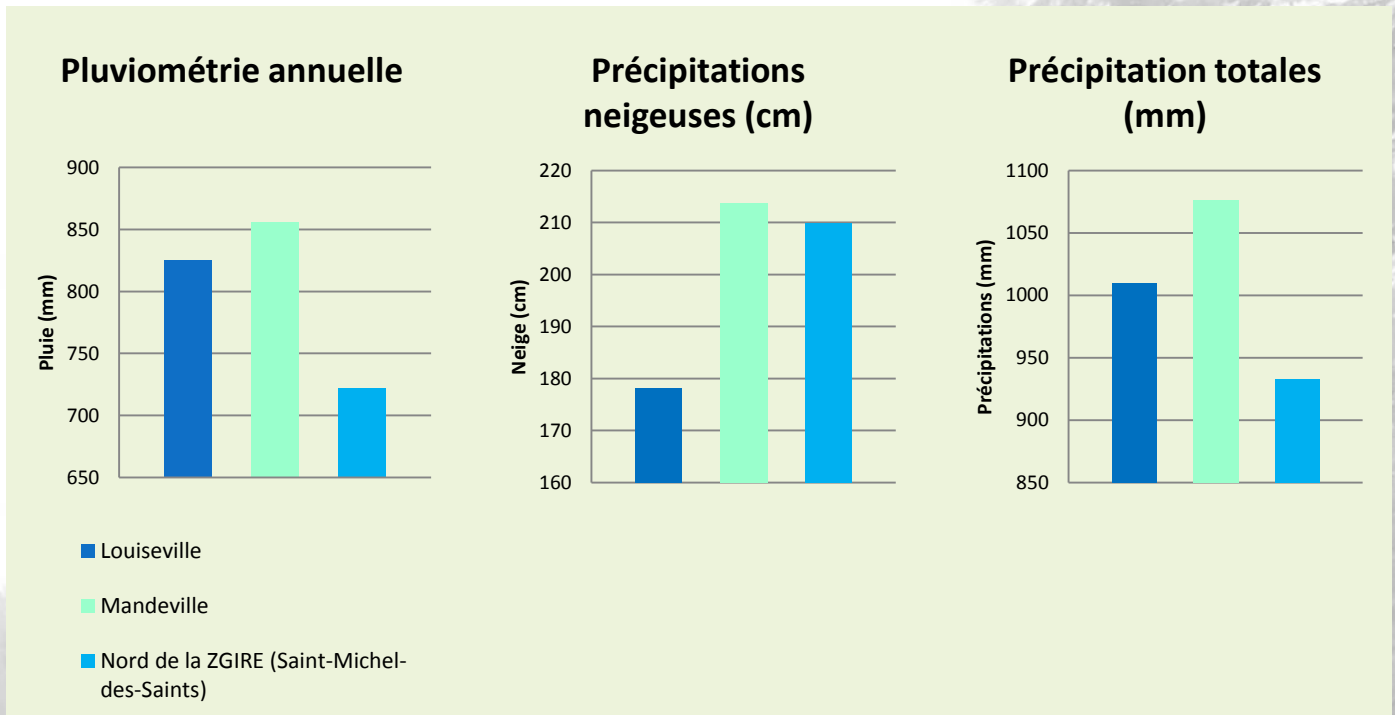 Pluviométrie annuelle
900
850
800
750
700
650
Pluie (mm)
Précipitations
neigeuses (cm)
220
210
200
190
180
170
160
Neige (cm)
Précipitation totales
(mm)
1100
1050
1000
950
900
850
Précipitations (mm)
Louiseville
Mandeville
Nord de la ZGIRE (Saint-Michel-
des-Saints)